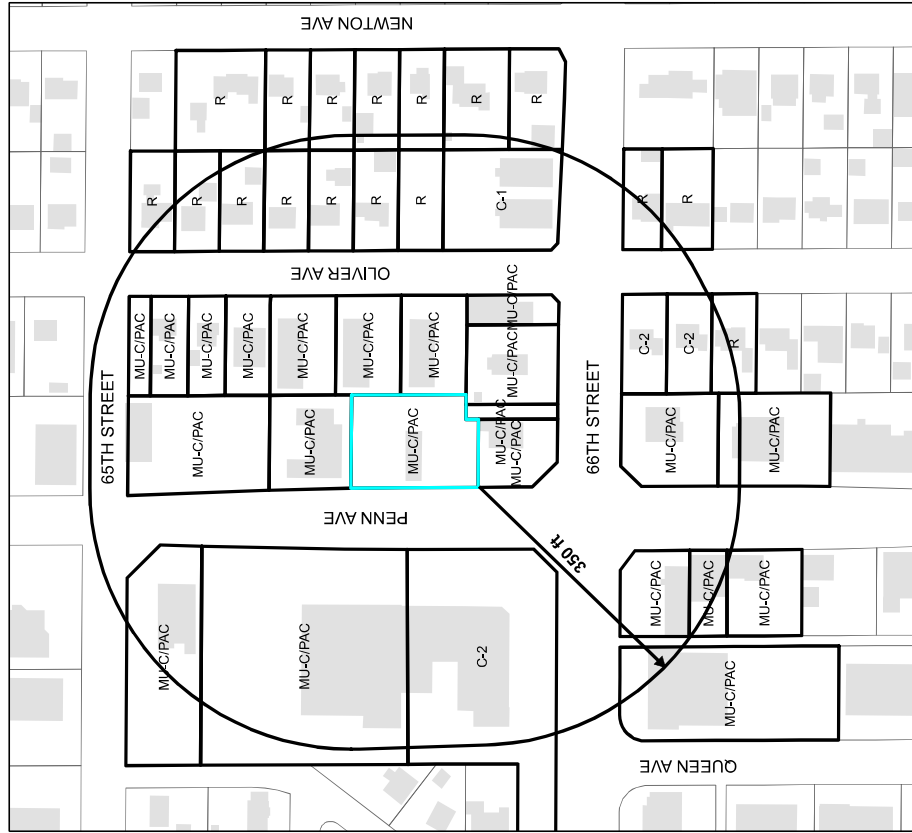 NEWTON AVE
R
R
R
R
R
R
R
R
R
R
R
R
R
R
C-1
R
R
OLIVER AVE
MU-C/PAC
MU-C/PAC
MU-C/PAC
MU-C/PAC
MU-C/PAC
MU-C/PAC
MU-C/PAC
MU-C/PAC
MU-C/PAC
C-2
C-2
R
65TH STREET
66TH STREET
MU-C/PAC
MU-C/PAC
MU-C/PAC
MU-C/PAC
MU-C/PAC
MU-C/PAC
MU-C/PAC
PENN AVE
350 ft
MU-C/PAC
MU-C/PAC
C-2
MU-C/PAC
MU-C/PAC
MU-C/PAC
MU-C/PAC
QUEEN AVE